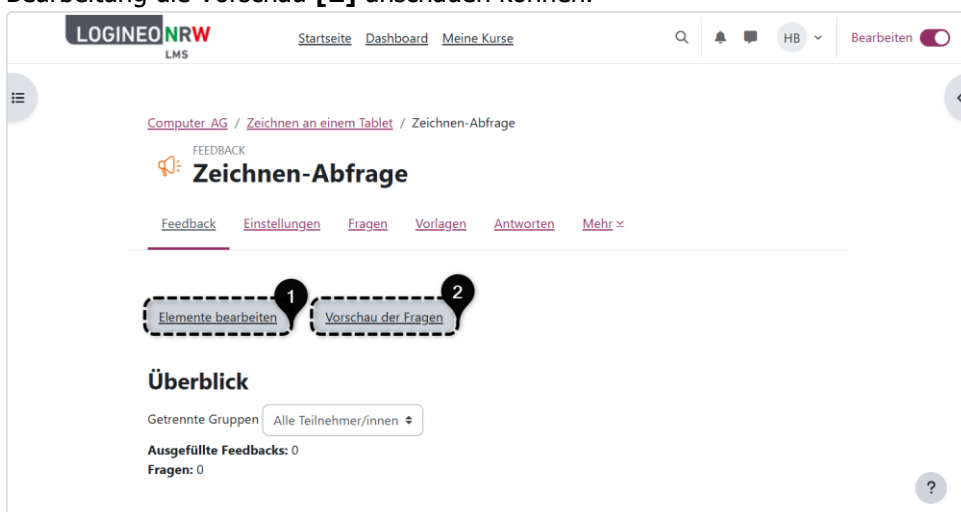 Bearbeitung die Vorschau [2] anschauen können.
LOGINEO NRW
LMS
Startseite Dashboard Meine Kurse
HB
Bearbeiten
Computer_AG / Zeichnen an einem Tablet / Zeichnen-Abfrage
FEEDBACK
Zeichnen-Abfrage
Feedback Einstellungen Fragen Vorlagen Antworten Mehr
1
2
Elemente bearbeiten Vorschau der Fragen
Überblick
Getrennte Gruppen Alle Teilnehmer/innen
Ausgefüllte Feedbacks: 0
Fragen: 0
?